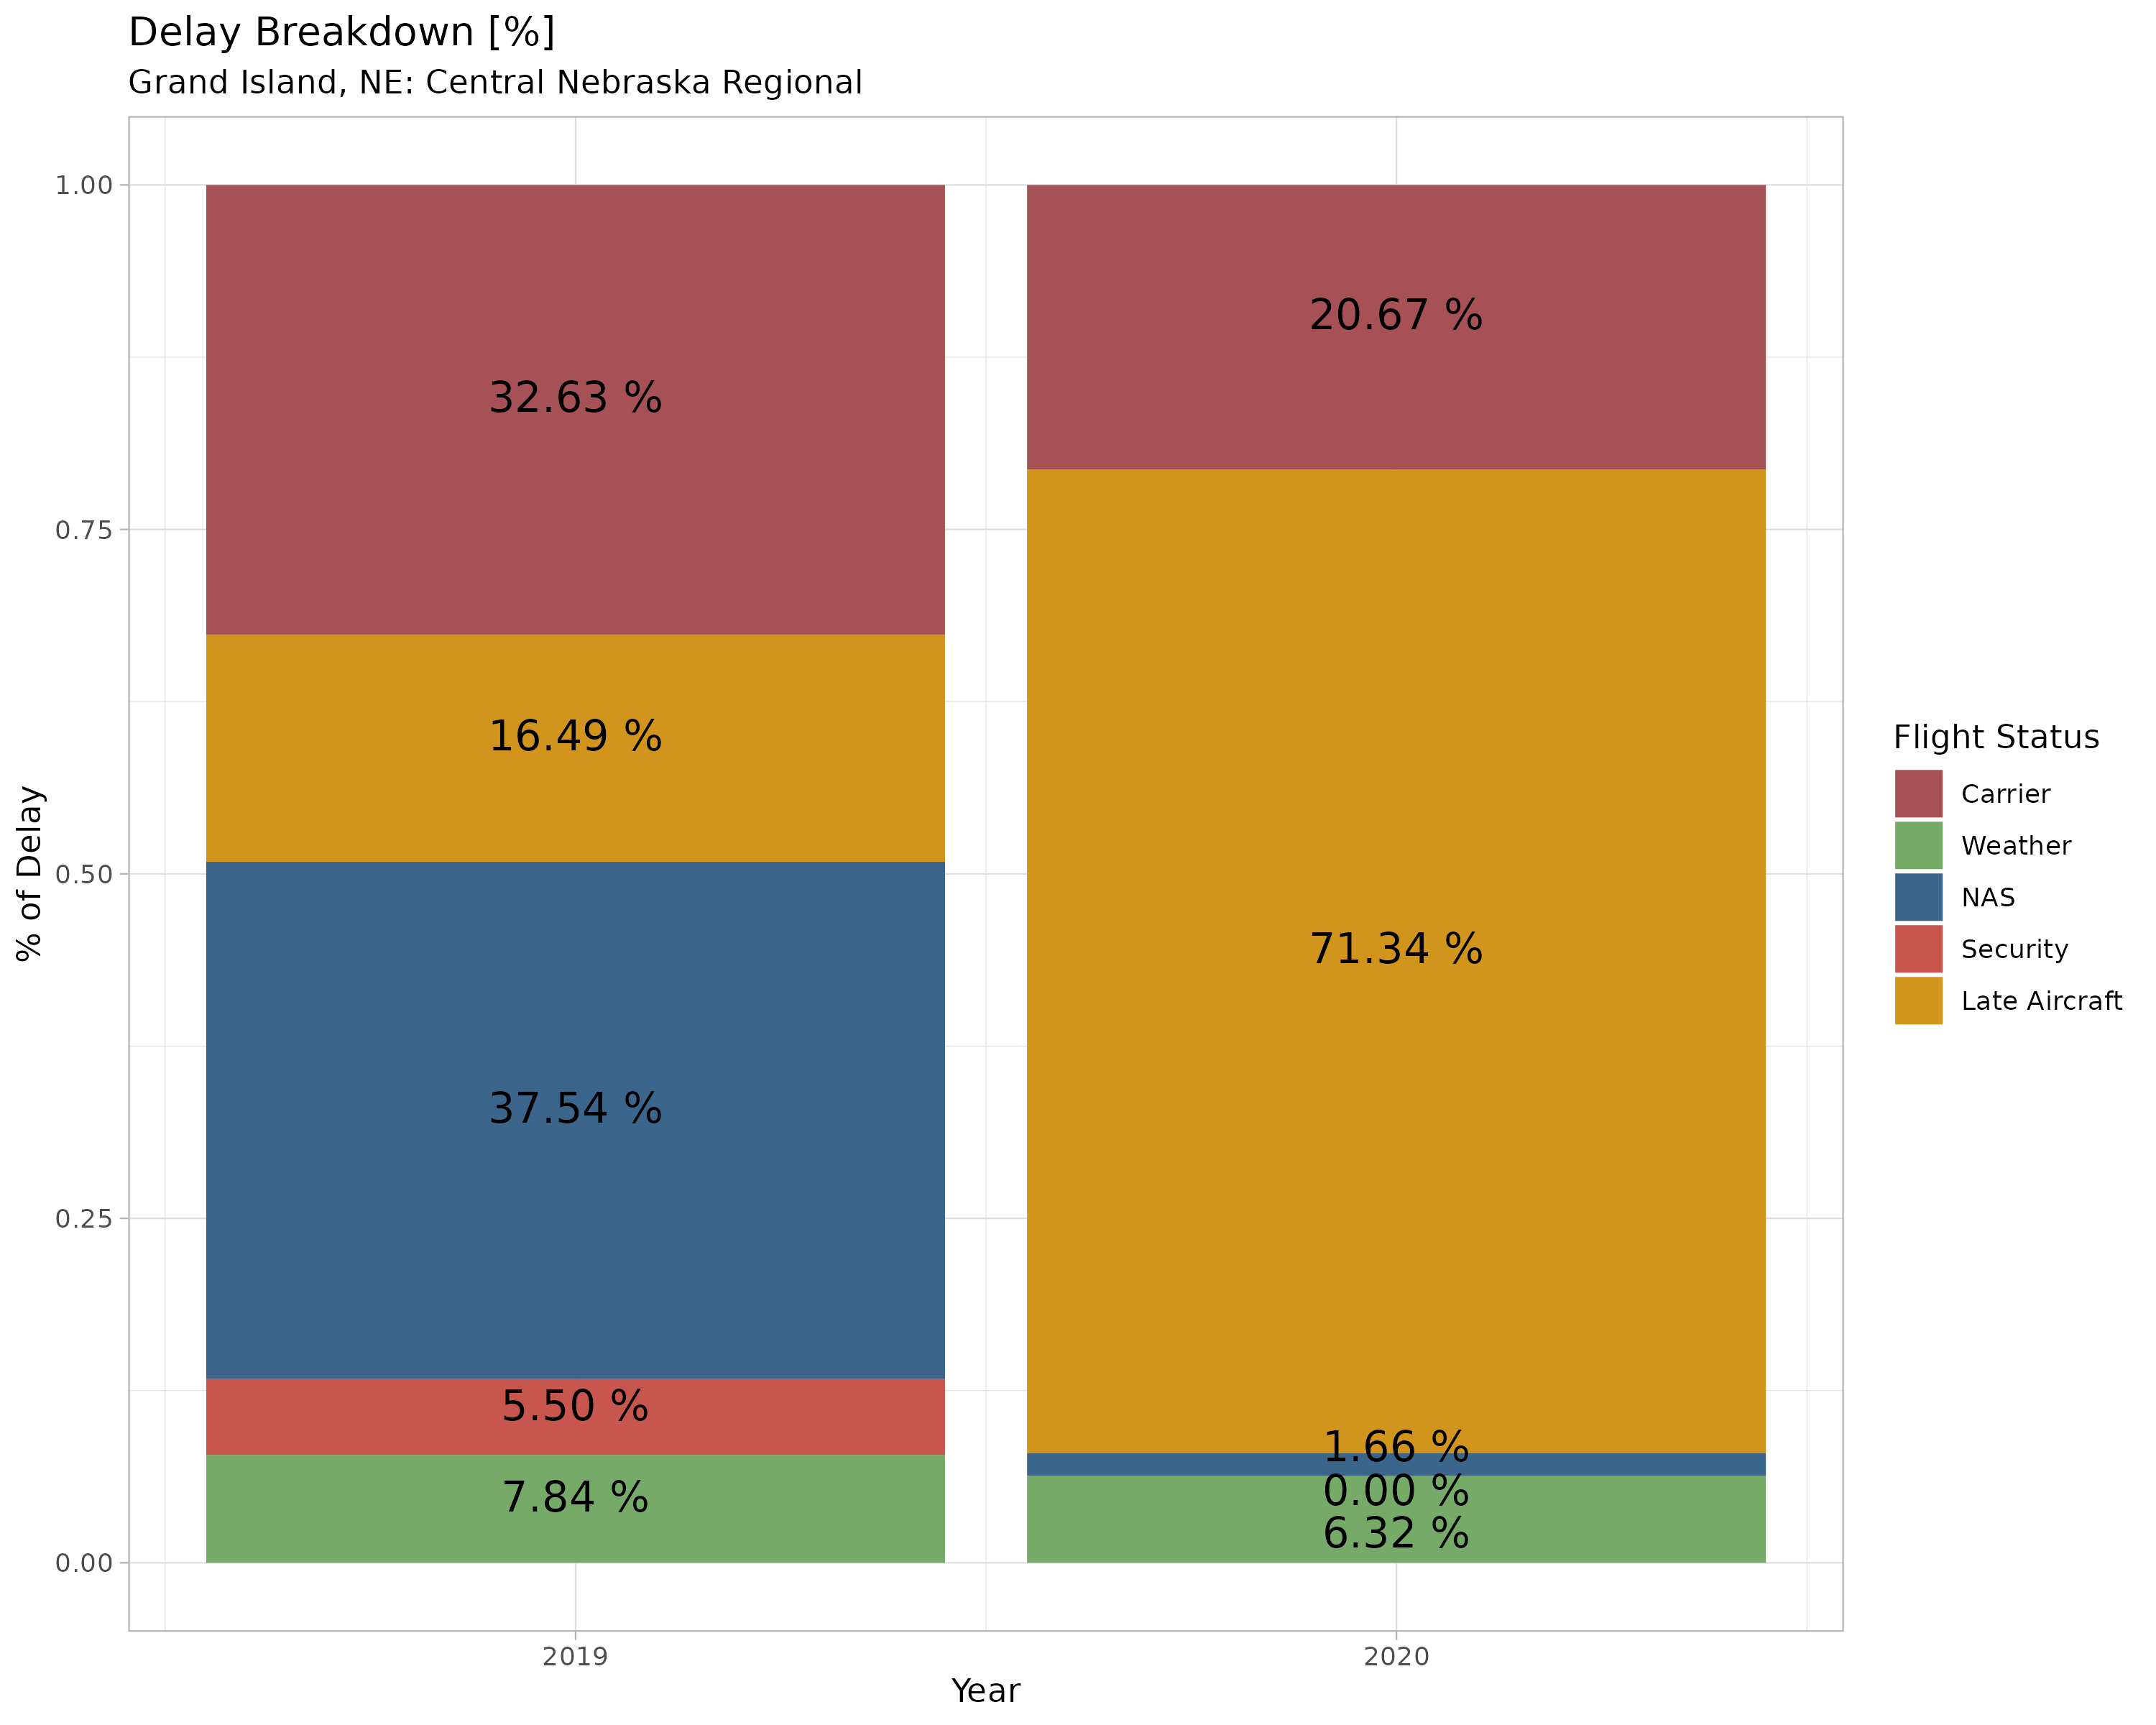 Delay Breakdown [%]
Grand Island, NE: Central Nebraska Regional
% of Delay
1.00
0.75
0.50
0.25
0.00
32.63 %
16.49 %
37.54 %
5.50 %
7.84 %
20.67 %
71.34 %
1.66 %
0.00 %
6.32 %
2019
2020
Year
Flight Status
Carrier
Weather
NAS
Security
Late Aircraft